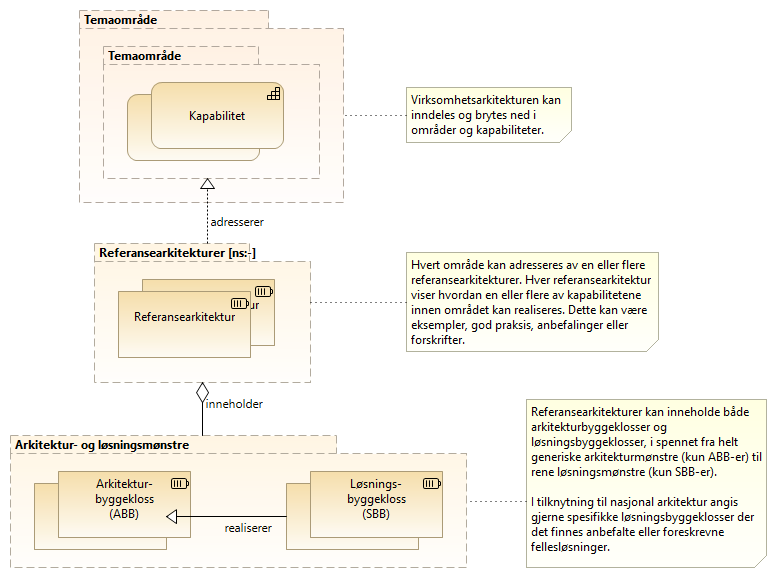 Temaområde
Temaområde
Kapabilitet
Virksomhetsarkitekturen kan
inndeles og brytes ned i
områder og kapabiliteter.
adresserer
Referansearkitekturer [ns:-]
ur
Referansearkitektur
Hvert område kan adresseres av en eller flere
referansearkitekturer. Hver referansearkitektur
viser hvordan en eller flere av kapabilitetene
innen området kan realiseres. Dette kan være
eksempler, god praksis, anbefalinger eller
forskrifter.
inneholder
Arkitektur- og løsningsmønstre
Arkitektur-
byggekloss
(ABB)
Løsnings-
byggekloss
(SBB)
realiserer
Referansearkitekturer kan inneholde både
arkitekturbyggeklosser og
løsningsbyggeklosser, i spennet fra helt
generiske arkitekturmønstre (kun ABB-er) til
rene løsningsmønstre (kun SBB-er).
I tilknytning til nasjonal arkitektur angis
gjerne spesifikke løsningsbyggeklosser der
det finnes anbefalte eller foreskrevne
fellesløsninger.